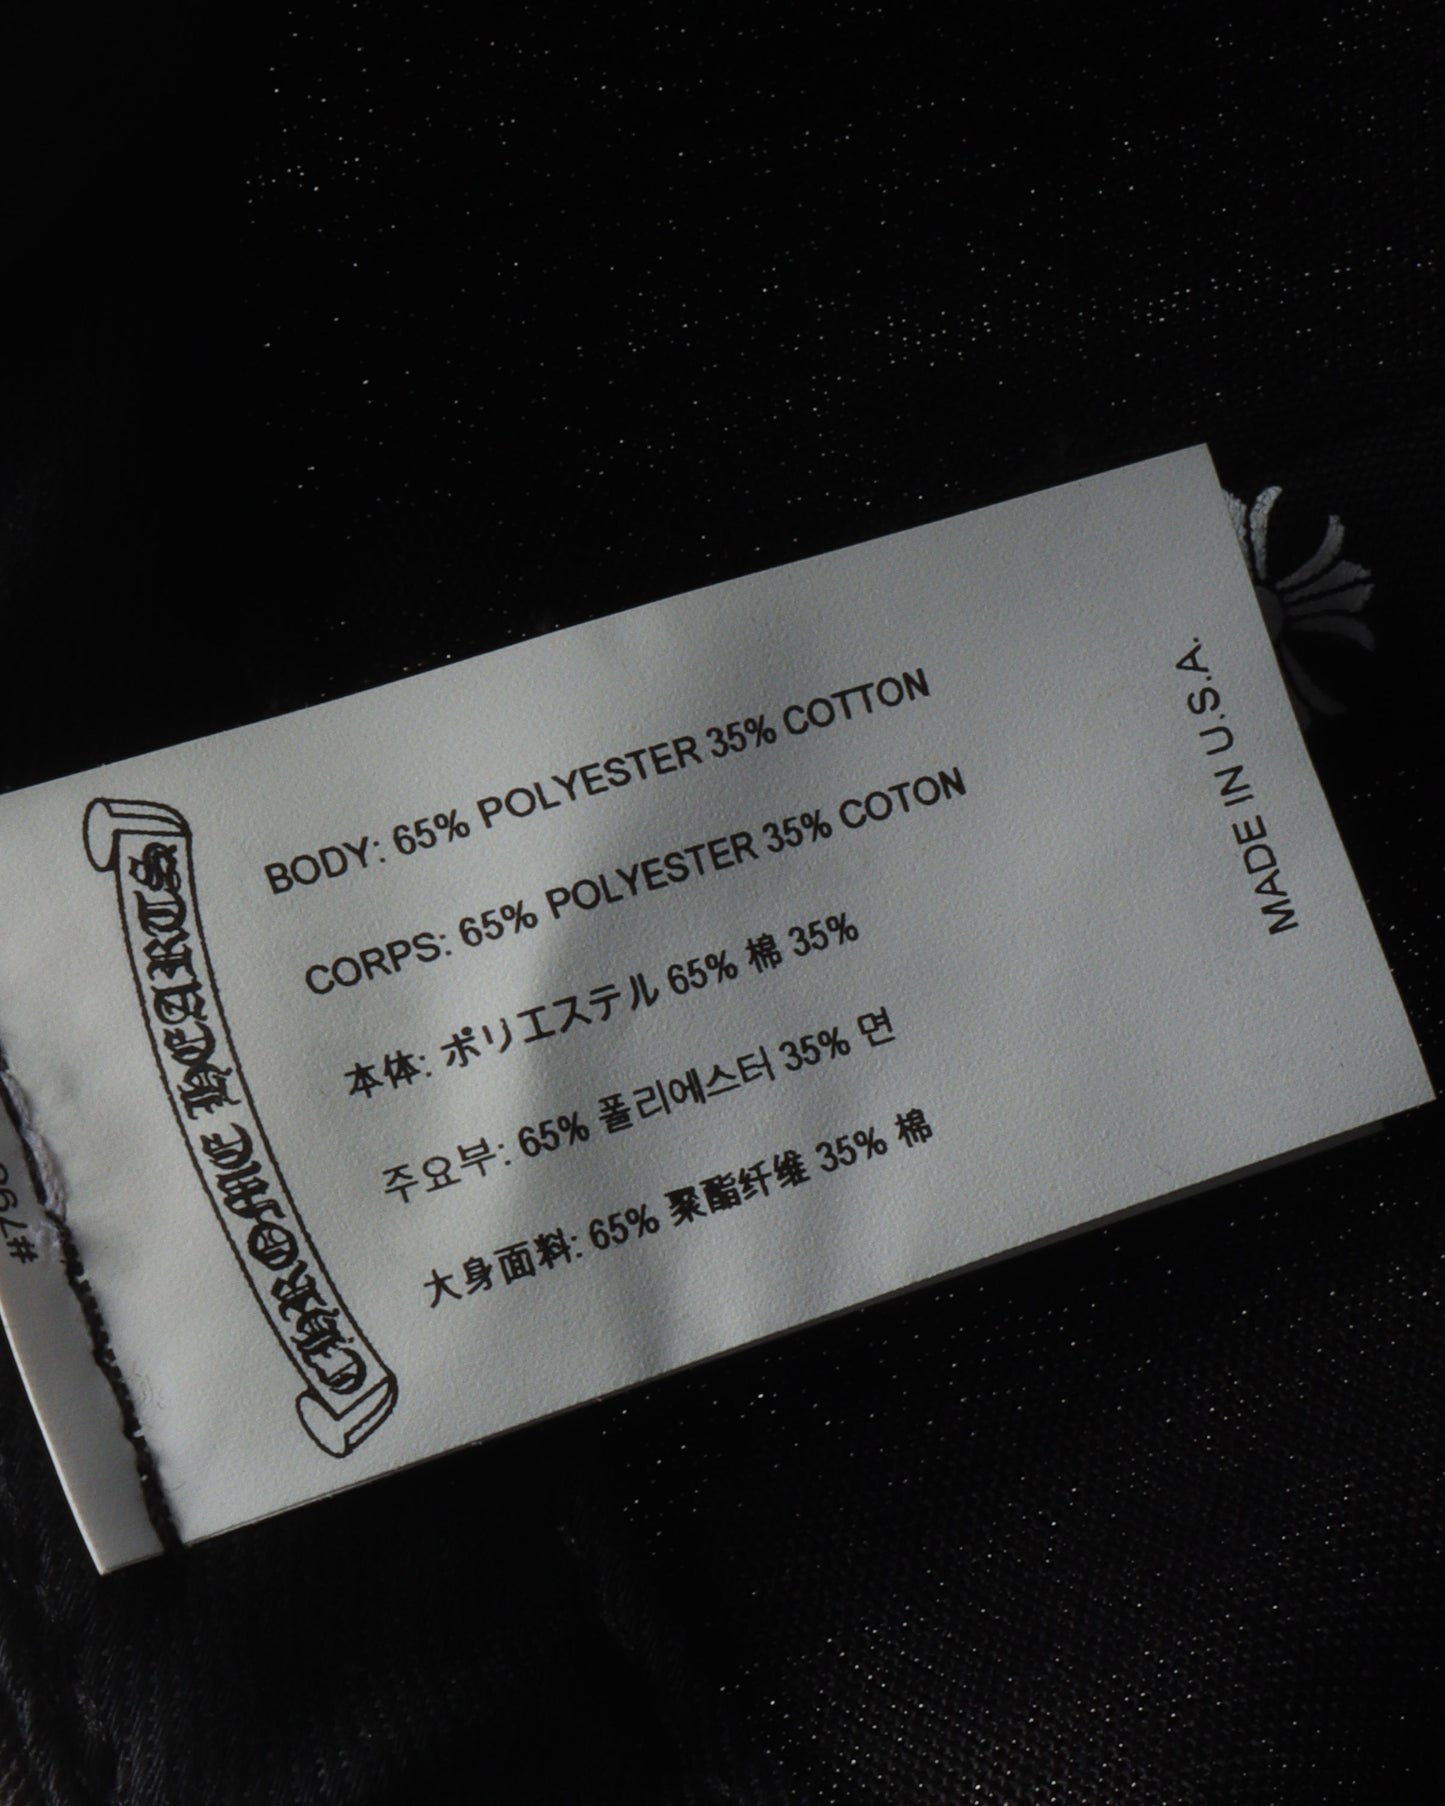 CHROME HEARTS
BODY: 65% POLYESTER 35% COTTON
CORPS: 65% POLYESTER 35% COTON
本体: ポリエステル 65% 棉 35%
주요부: 65% 폴리에스터 35% 면
大身面料: 65% 聚酯纤维 35% 棉
MADE IN U.S.A.